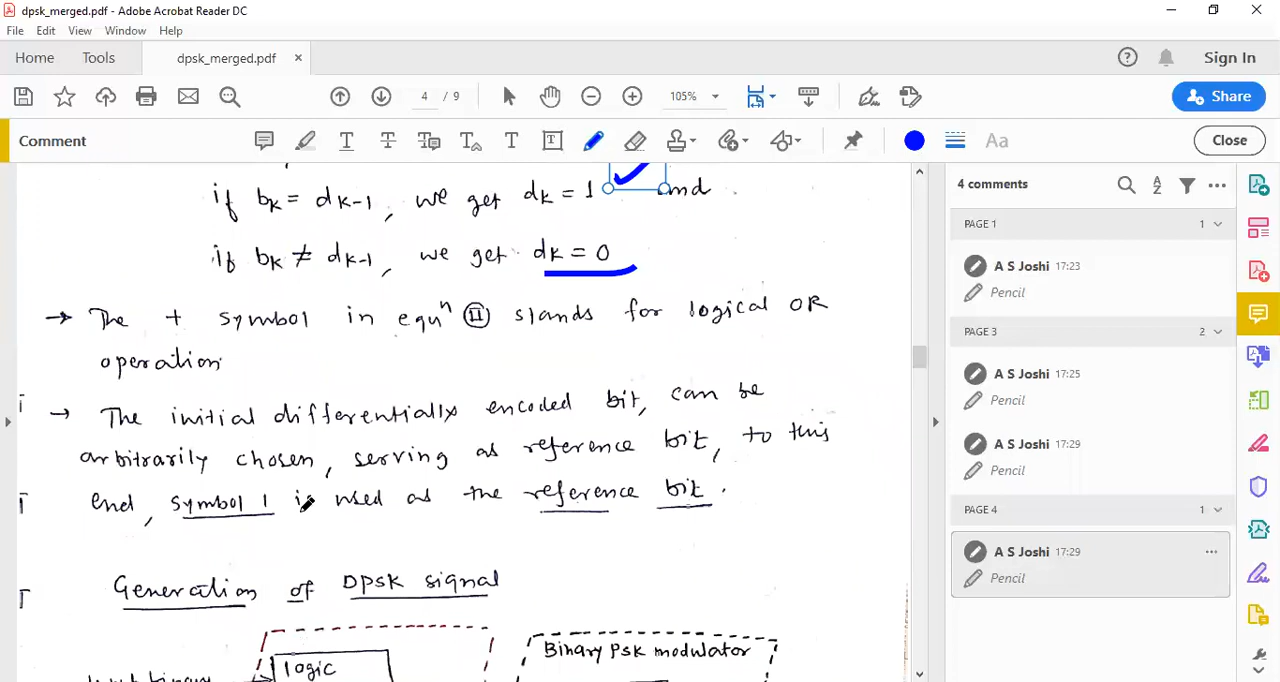 dpsk_merged.pdf - Adobe Acrobat Reader DC
File Edit View Window Help
Home Tools dpsk_merged.pdf × Sign In
4 / 9 105% Share
Comment Close
4 comments
PAGE 1 1
A S Joshi 17:23
Pencil
PAGE 3 2
A S Joshi 17:25
Pencil
A S Joshi 17:29
Pencil
PAGE 4 1
A S Joshi 17:29
Pencil
if bk = dk-1, we get dk = 1 and
if bk ≠ dk-1, we get dk = 0
→ The + symbol in equⁿ Ⅱ stands for logical OR
operation
→ The initial differentially encoded bit, can be
arbitrarily chosen, serving as reference bit, to this
end, symbol 1 is used as the reference bit.
Generation of DPSK signal
logic
Binary PSK modulator
binary